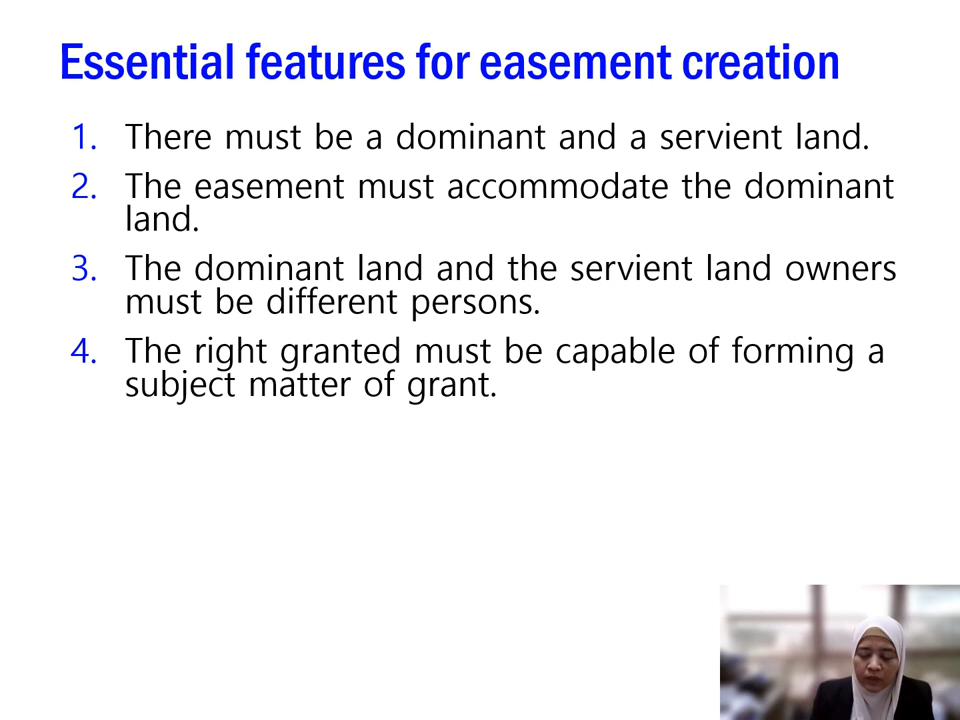 Essential features for easement creation
1. There must be a dominant and a servient land.
2. The easement must accommodate the dominant
land.
3. The dominant land and the servient land owners
must be different persons.
4. The right granted must be capable of forming a
subject matter of grant.